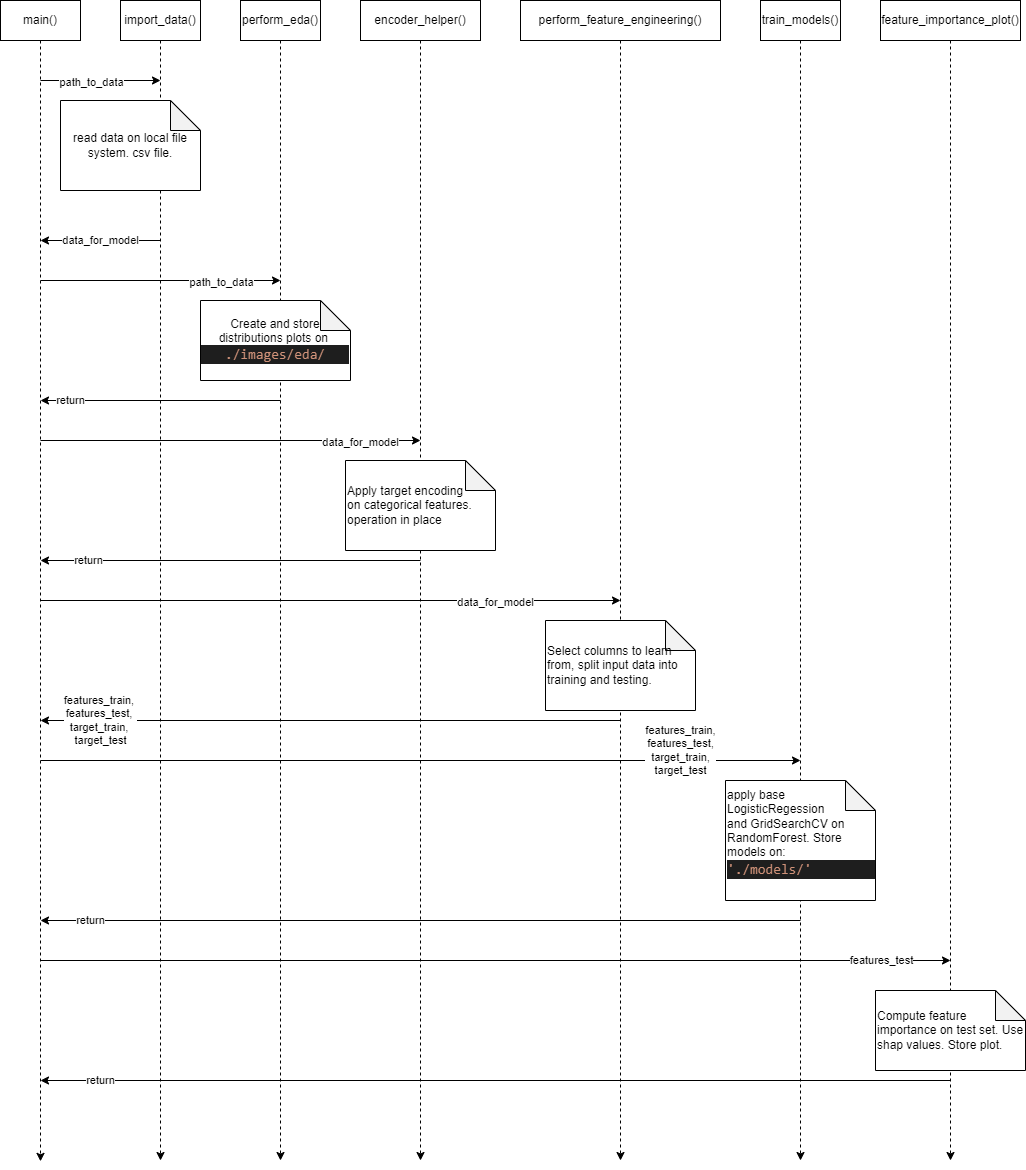 main()
import_data()
perform_eda()
encoder_helper()
perform_feature_engineering()
train_models()
feature_importance_plot()
path_to_data
read data on local file
system. csv file.
data_for_model
path_to_data
Create and store
distributions plots on
./images/eda/
return
data_for_model
Apply target encoding
on categorical features.
operation in place
return
data_for_model
Select columns to learn
from, split input data into
training and testing.
features_train,
features_test,
target_train,
target_test
features_train,
features_test,
target_train,
target_test
apply base
LogisticRegession
and GridSearchCV on
RandomForest. Store
models on:
'./models/'
return
features_test
Compute feature
importance on test set. Use
shap values. Store plot.
return